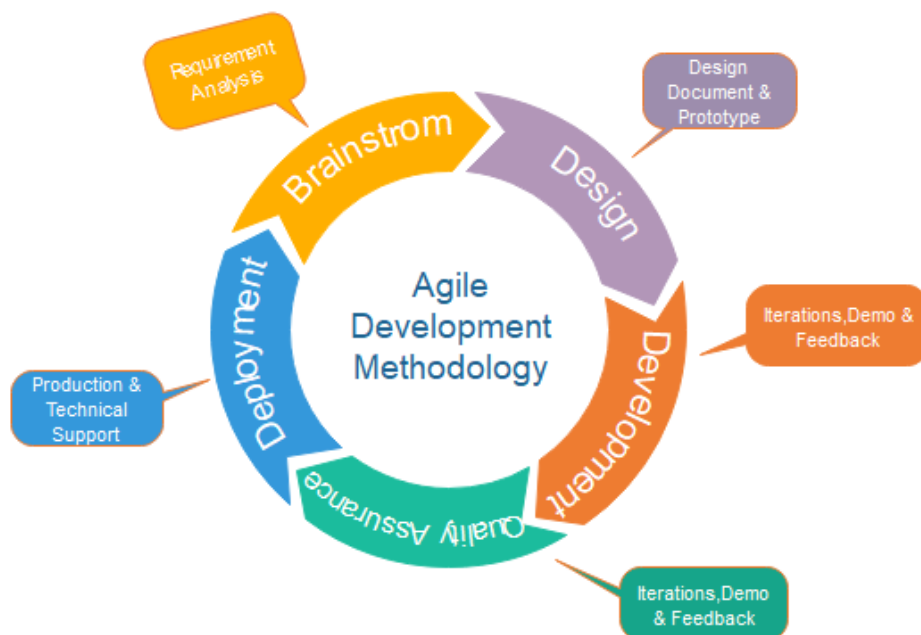 Requirement
Analysis
Brainstrom
Design
Document &
Prototype
Design
Iterations,Demo &
Feedback
Development
Agile
Development
Methodology
Iterations,Demo
& Feedback
Quality Assurance
Production &
Technical
Support
Deployment